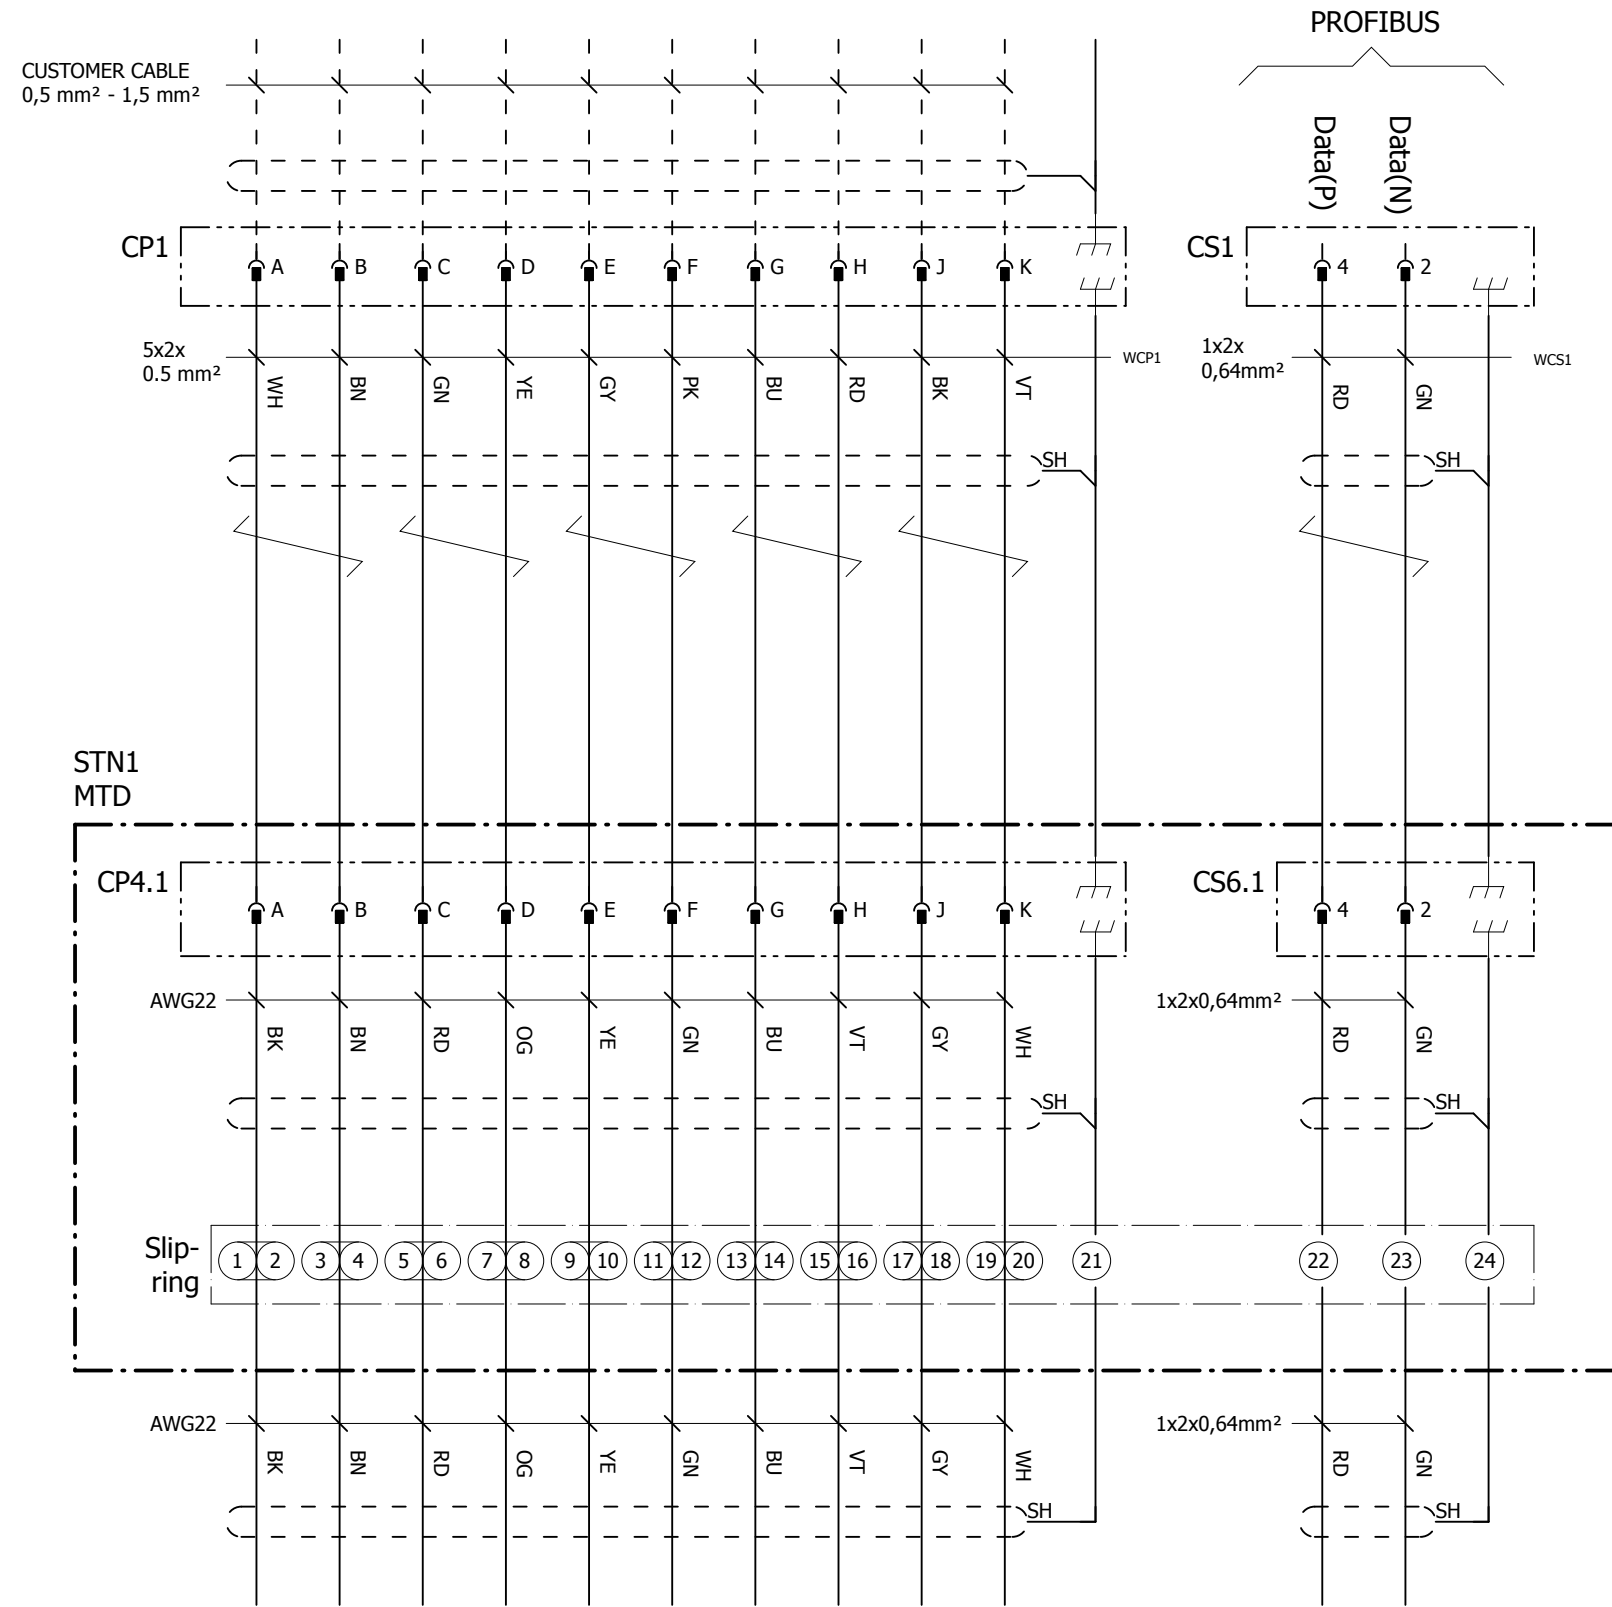 PROFIBUS
CUSTOMER CABLE
0,5 mm² - 1,5 mm²
Data(P)
Data(N)
CP1
A B C D E F G H J K
CS1
4 2
5x2x
0.5 mm²
WCP1
1x2x
0,64mm²
WCS1
WH BN GN YE GY PK BU RD BK VT
RD GN
SH
SH
STN1
MTD
CP4.1
A B C D E F G H J K
CS6.1
4 2
AWG22
1x2x0,64mm²
BK BN RD OG YE GN BU VT GY WH
RD GN
SH
SH
Slip-
ring
1 2 3 4 5 6 7 8 9 10 11 12 13 14 15 16 17 18 19 20 21 22 23 24
AWG22
1x2x0,64mm²
BK BN RD OG YE GN BU VT GY WH
RD GN
SH
SH